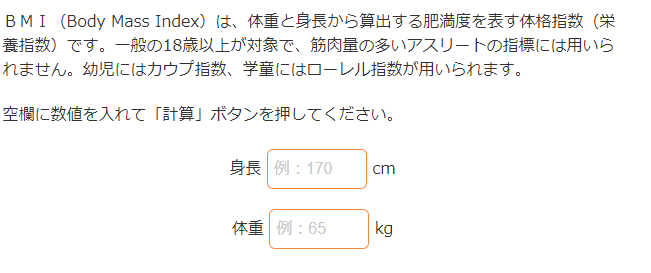 ＢＭＩ（Body Mass Index）は、体重と身長から算出する肥満度を表す体格指数（栄
養指数）です。一般の18歳以上が対象で、筋肉量の多いアスリートの指標には用いら
れません。幼児にはカウプ指数、学童にはローレル指数が用いられます。
空欄に数値を入れて「計算」ボタンを押してください。
身長 例：170 cm
体重 例：65 kg